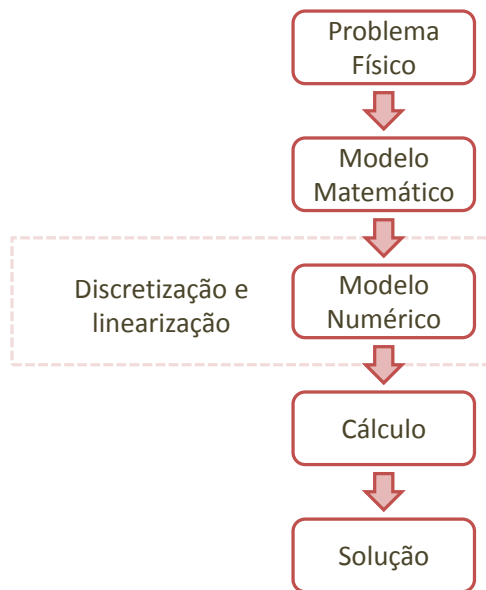 Problema
Físico
Modelo
Matemático
Discretização e
linearização
Modelo
Numérico
Cálculo
Solução